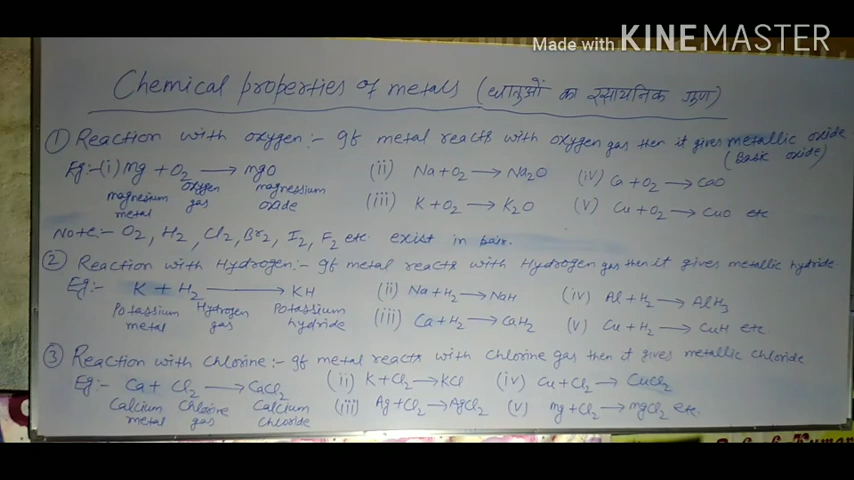 Made with KINEMASTER
Chemical properties of metals (धातुओं का रसायनिक गुण)
① Reaction with oxygen:- If metal reacts with oxygen gas then it gives metallic oxide
(Basic oxide)
Eg:-(i) Mg + O2 → MgO (ii) Na + O2 → Na2O (iv) Ca + O2 → CaO
magnesium metal oxygen gas magnessium oxide (iii) K + O2 → K2O (v) Cu + O2 → CuO etc
Note:- O2, H2, Cl2, Br2, I2, F2 etc exist in pair.
② Reaction with Hydrogen:- If metal reacts with Hydrogen gas then it gives metallic hydride
Eg:- K + H2 → KH (ii) Na + H2 → NaH (iv) Al + H2 → AlH3
Potassium metal Hydrogen gas Potassium hydride (iii) Ca + H2 → CaH2 (v) Cu + H2 → CuH etc
③ Reaction with chlorine:- If metal reacts with chlorine gas then it gives metallic chloride
Eg:- Ca + Cl2 → CaCl2 (ii) K + Cl2 → KCl (iv) Cu + Cl2 → CuCl2
Calcium metal Chlorine gas Calcium chloride (iii) Ag + Cl2 → AgCl2 (v) Mg + Cl2 → MgCl2 etc.